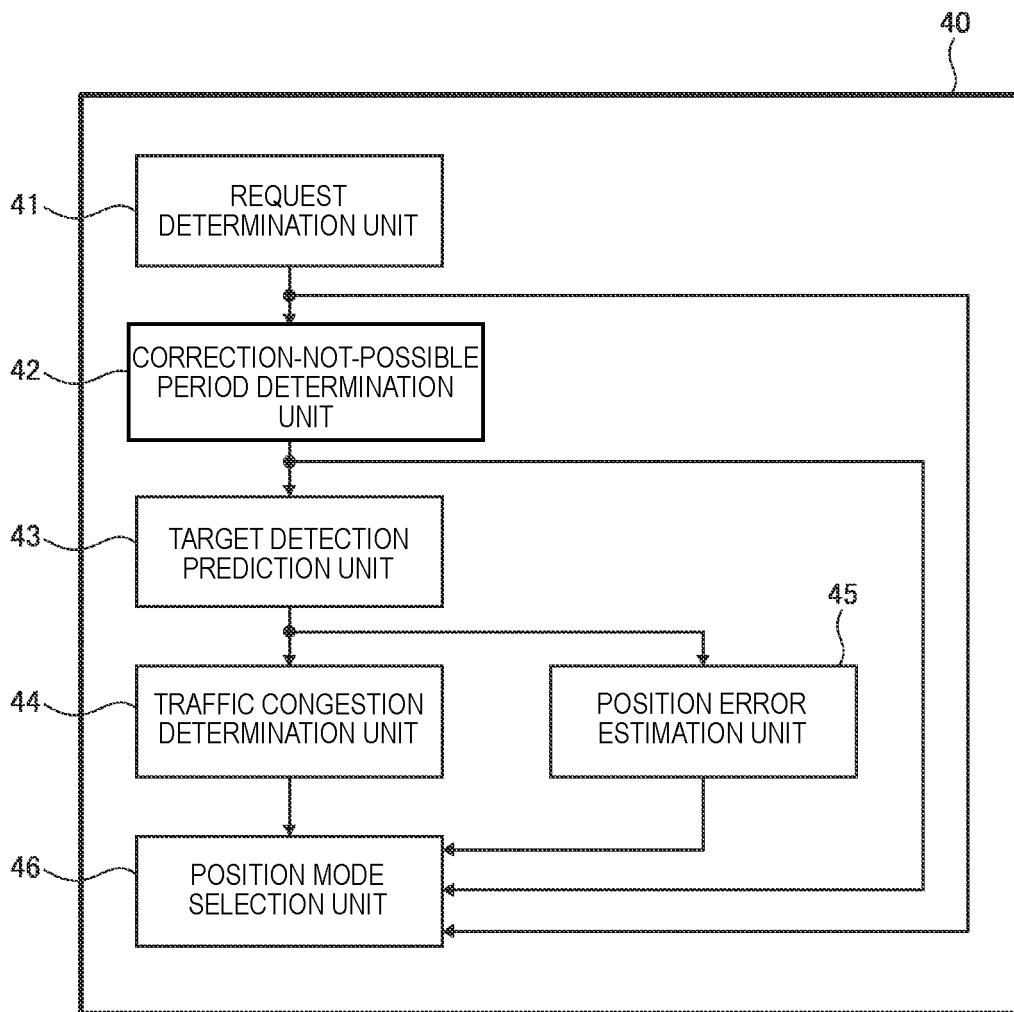 40
41
REQUEST
DETERMINATION UNIT
42
CORRECTION-NOT-POSSIBLE
PERIOD DETERMINATION
UNIT
43
TARGET DETECTION
PREDICTION UNIT
45
44
TRAFFIC CONGESTION
DETERMINATION UNIT
POSITION ERROR
ESTIMATION UNIT
46
POSITION MODE
SELECTION UNIT